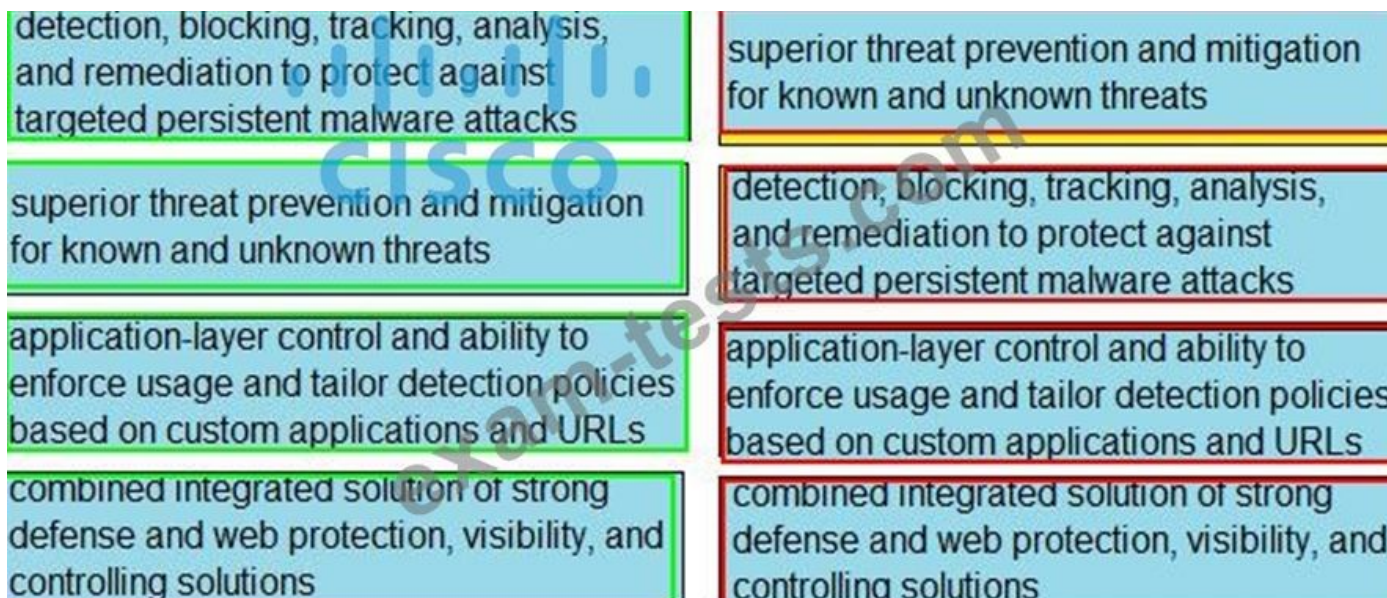 detection, blocking, tracking, analysis,
and remediation to protect against
targeted persistent malware attacks
superior threat prevention and mitigation
for known and unknown threats
application-layer control and ability to
enforce usage and tailor detection policies
based on custom applications and URLs
combined integrated solution of strong
defense and web protection, visibility, and
controlling solutions
superior threat prevention and mitigation
for known and unknown threats
detection, blocking, tracking, analysis,
and remediation to protect against
targeted persistent malware attacks
application-layer control and ability to
enforce usage and tailor detection policies
based on custom applications and URLs
combined integrated solution of strong
defense and web protection, visibility, and
controlling solutions
CISCO
exam-tests.com